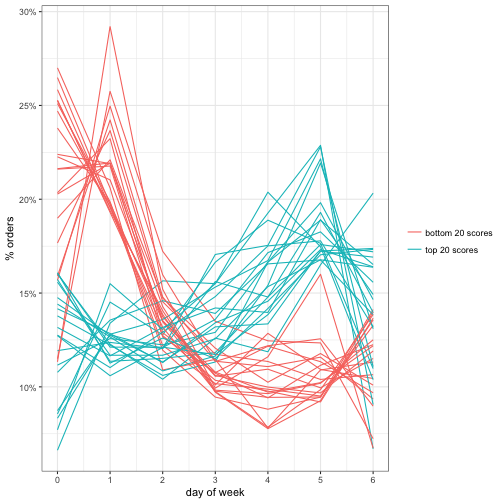 30%
25%
20%
15%
10%
% orders
0 1 2 3 4 5 6
day of week
bottom 20 scores
top 20 scores